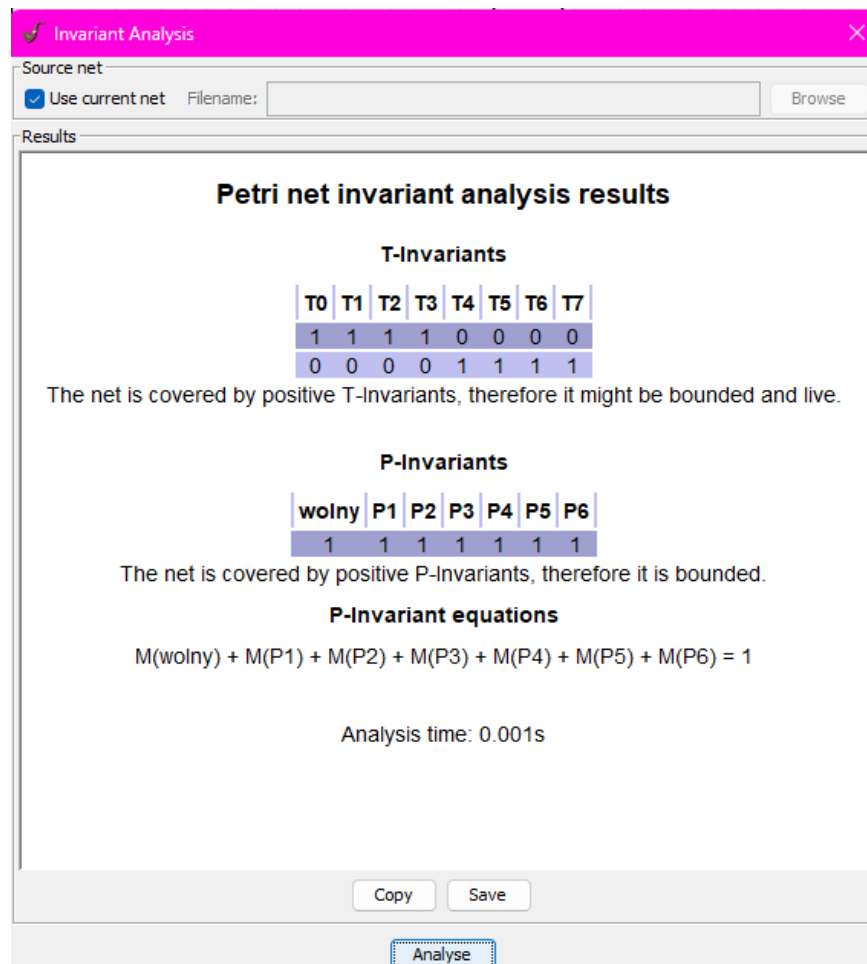 Invariant Analysis
Source net
Use current net Filename: Browse
Results
Petri net invariant analysis results
T-Invariants
T0 T1 T2 T3 T4 T5 T6 T7
1 1 1 1 0 0 0 0
0 0 0 0 1 1 1 1
The net is covered by positive T-Invariants, therefore it might be bounded and live.
P-Invariants
wolny P1 P2 P3 P4 P5 P6
1 1 1 1 1 1 1
The net is covered by positive P-Invariants, therefore it is bounded.
P-Invariant equations
M(wolny) + M(P1) + M(P2) + M(P3) + M(P4) + M(P5) + M(P6) = 1
Analysis time: 0.001s
Copy Save
Analyse